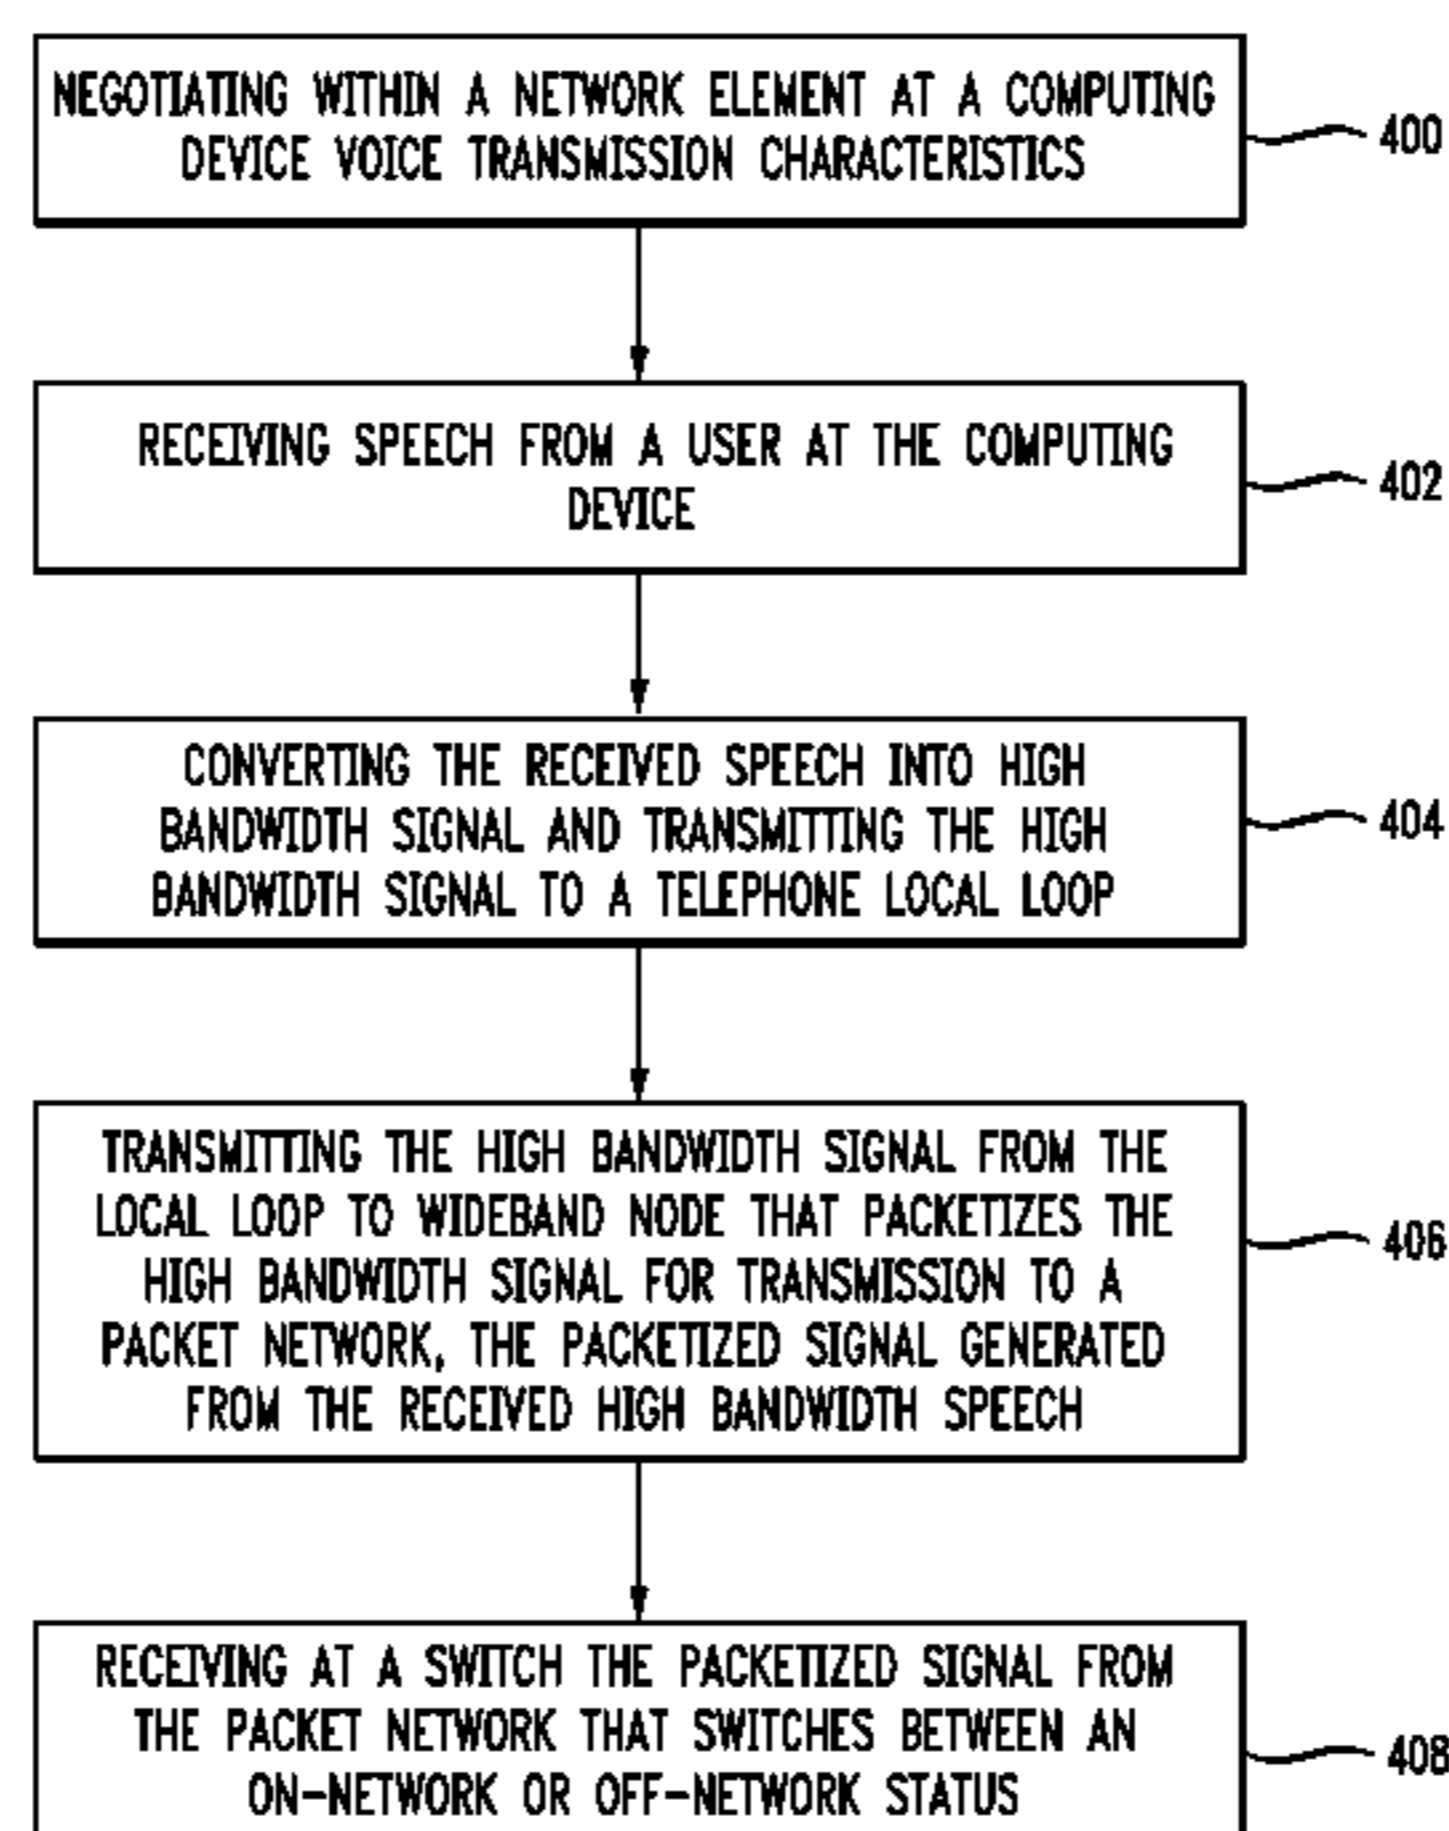 NEGOTIATING WITHIN A NETWORK ELEMENT AT A COMPUTING
DEVICE VOICE TRANSMISSION CHARACTERISTICS
400
RECEIVING SPEECH FROM A USER AT THE COMPUTING
DEVICE
402
CONVERTING THE RECEIVED SPEECH INTO HIGH
BANDWIDTH SIGNAL AND TRANSMITTING THE HIGH
BANDWIDTH SIGNAL TO A TELEPHONE LOCAL LOOP
404
TRANSMITTING THE HIGH BANDWIDTH SIGNAL FROM THE
LOCAL LOOP TO WIDEBAND NODE THAT PACKETIZES THE
HIGH BANDWIDTH SIGNAL FOR TRANSMISSION TO A
PACKET NETWORK, THE PACKETIZED SIGNAL GENERATED
FROM THE RECEIVED HIGH BANDWIDTH SPEECH
406
RECEIVING AT A SWITCH THE PACKETIZED SIGNAL FROM
THE PACKET NETWORK THAT SWITCHES BETWEEN AN
ON-NETWORK OR OFF-NETWORK STATUS
408